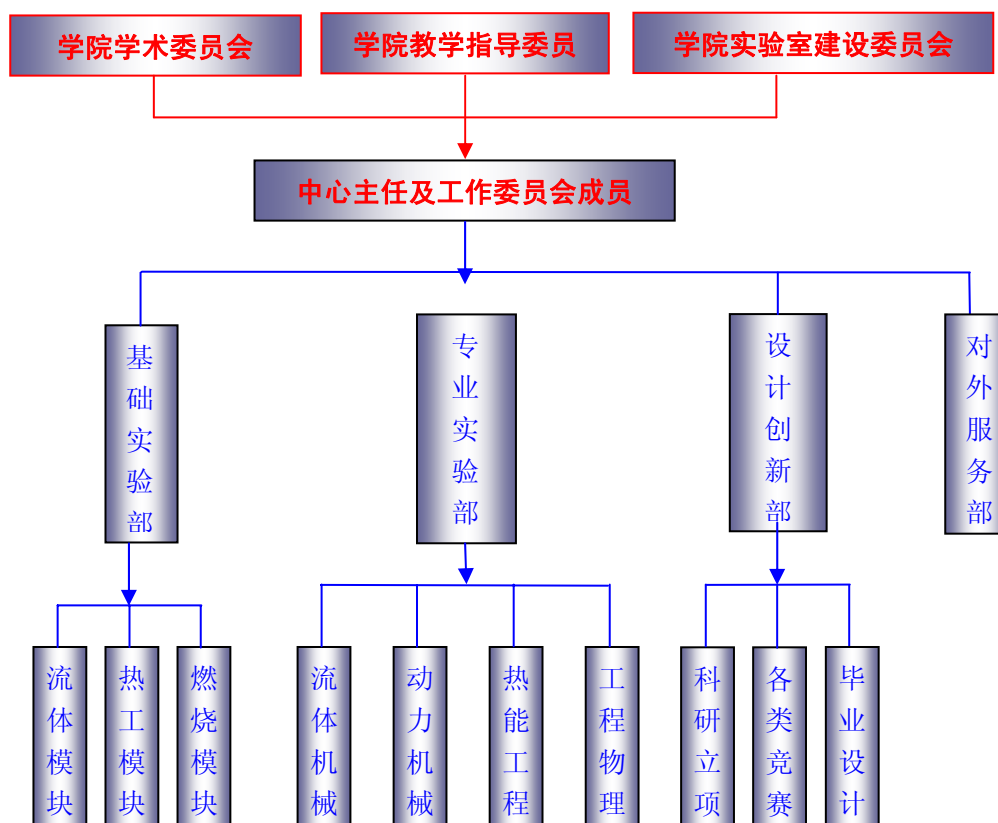 学院学术委员会
学院教学指导委员
学院实验室建设委员会
中心主任及工作委员会成员
基础实验部
专业实验部
设计创新部
对外服务部
流体模块
热工模块
燃烧模块
流体机械
动力机械
热能工程
工程物理
科研立项
各类竞赛
毕业设计